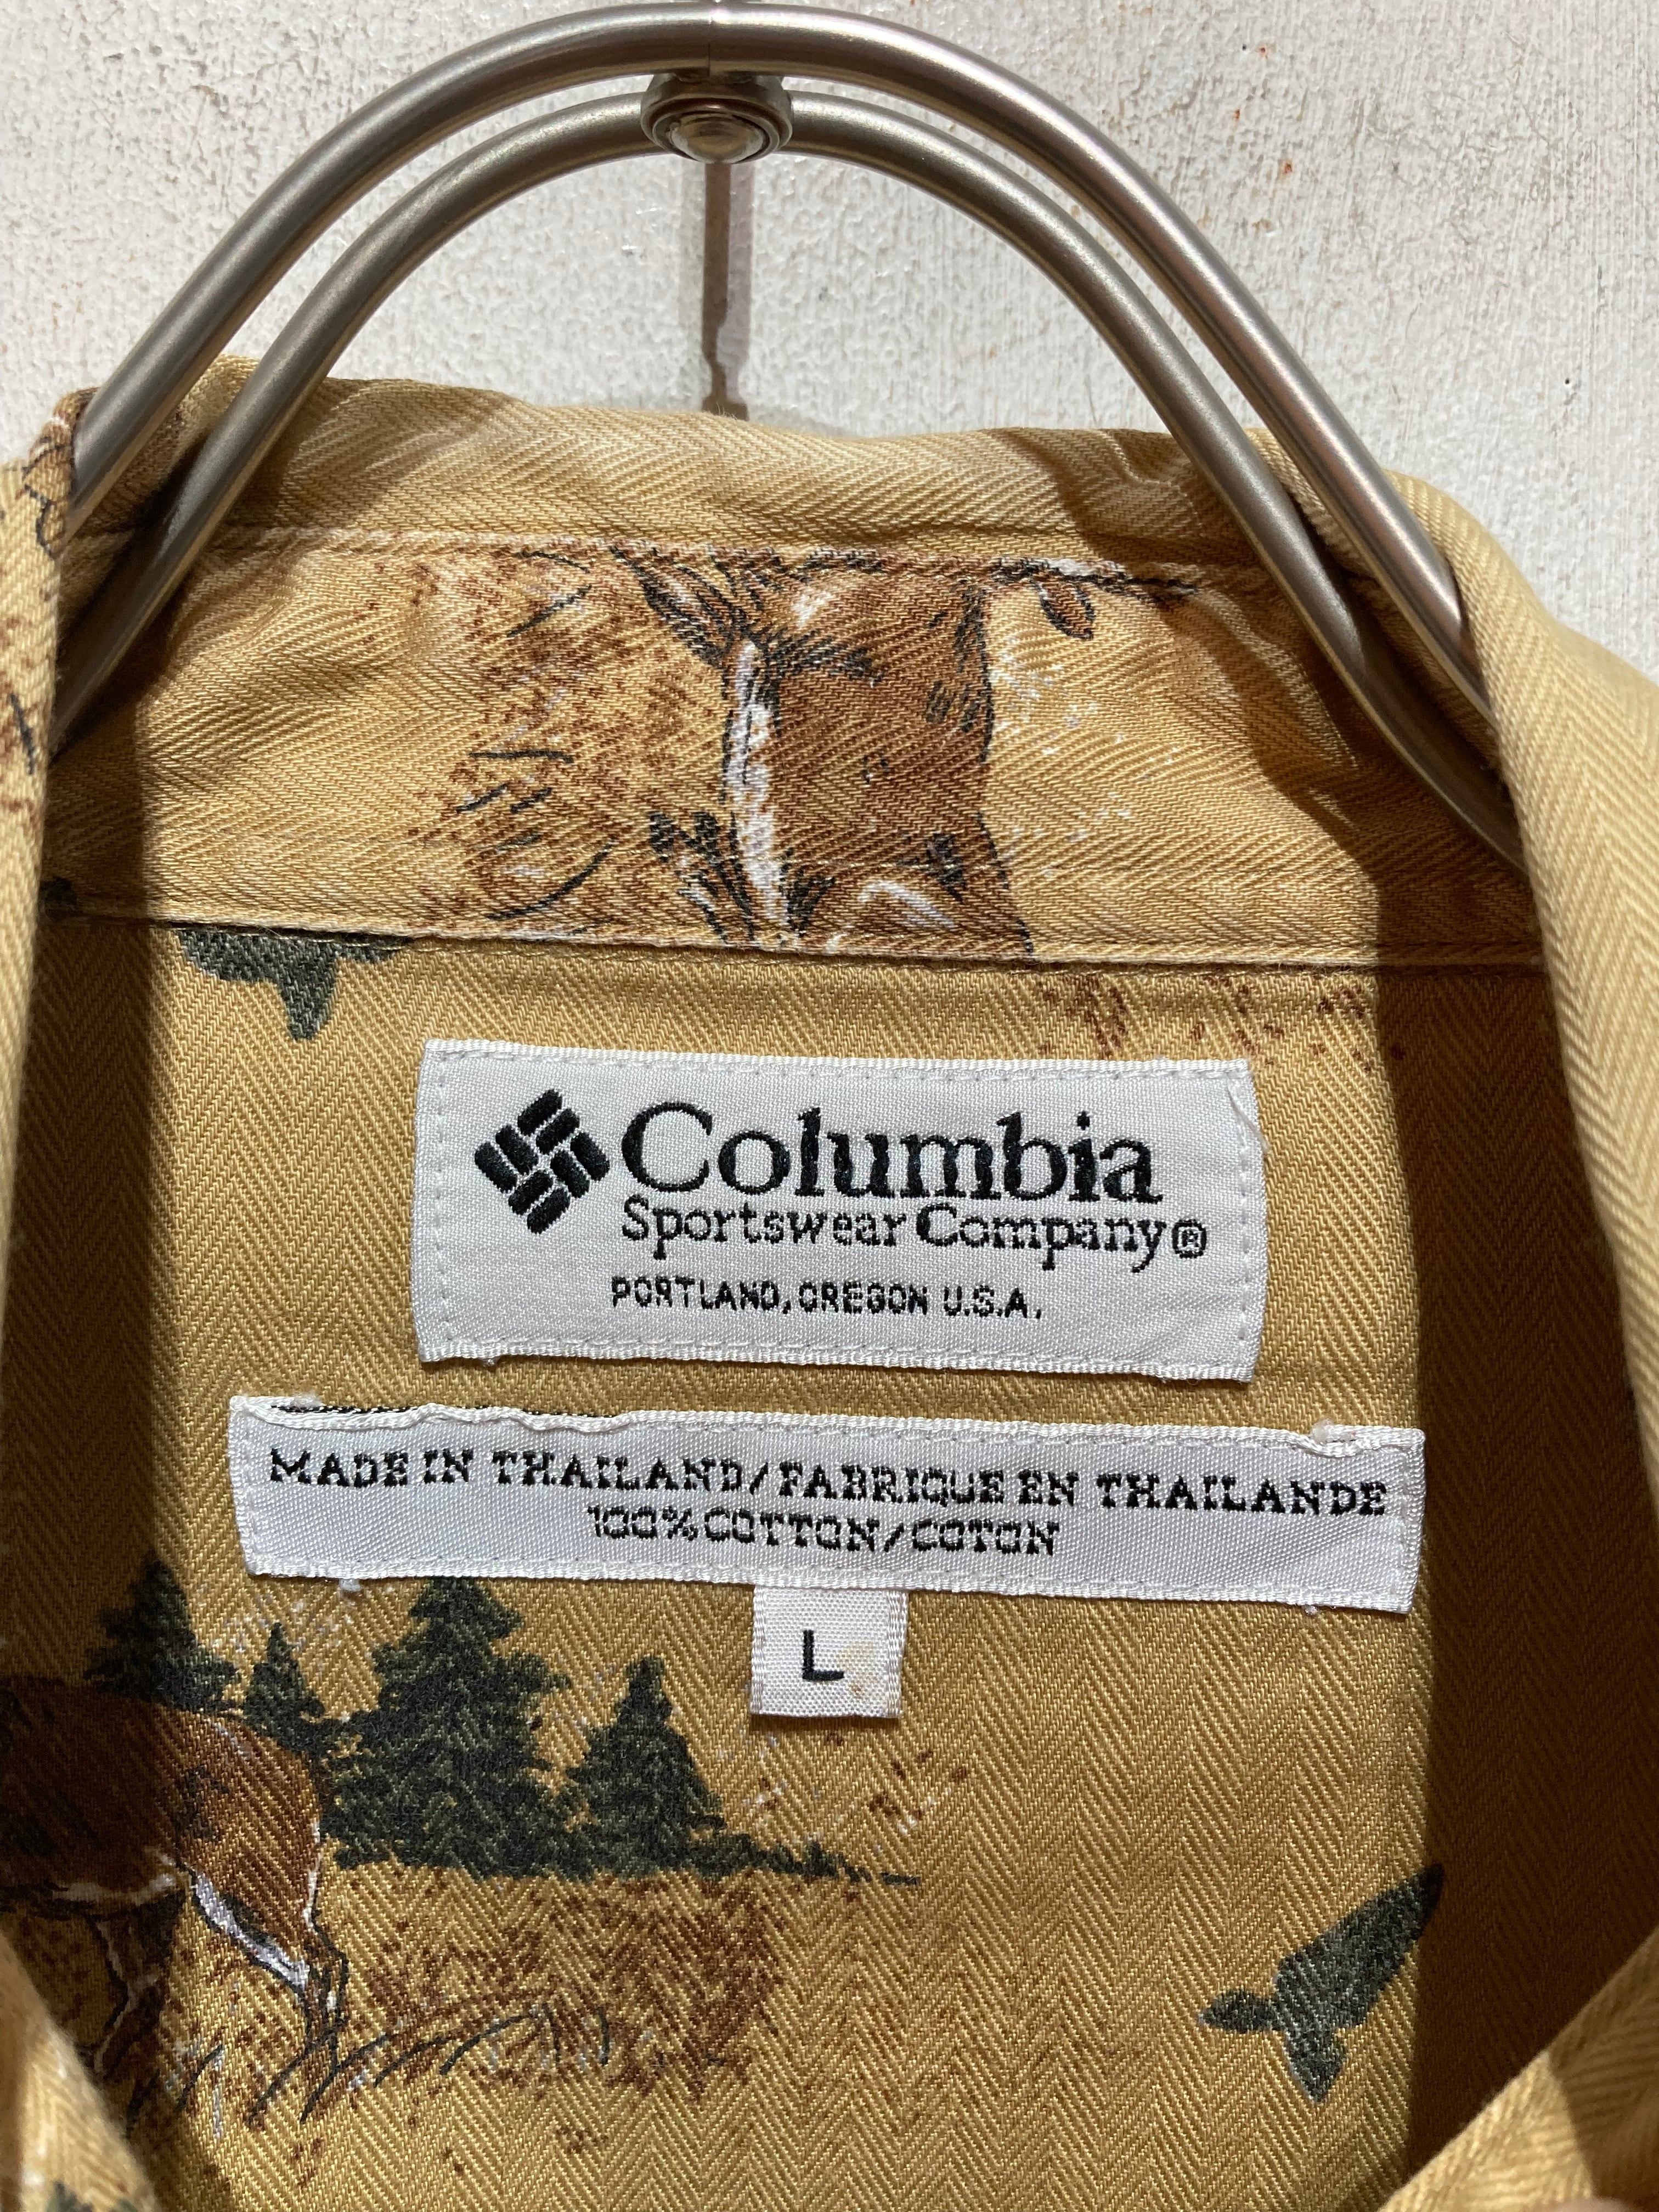 Columbia
Sportswear Company®
PORTLAND, OREGON U.S.A.
MADE IN THAILAND/FABRIQUE EN THAILANDE
100% COTTON/COTON
L